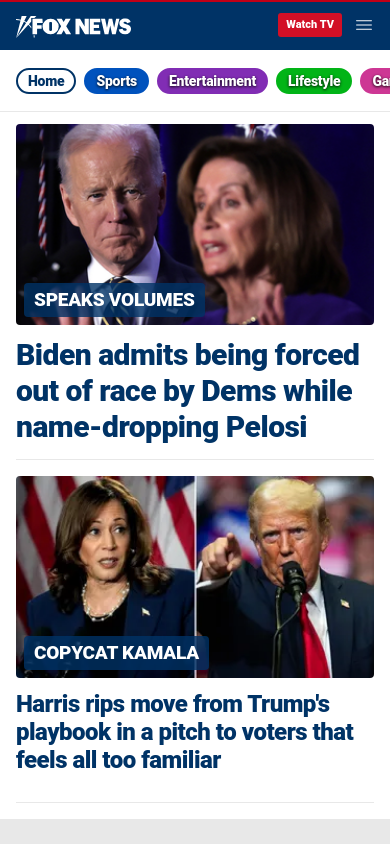 FOX NEWS
Watch TV
Home
Sports
Entertainment
Lifestyle
SPEAKS VOLUMES
Biden admits being forced
out of race by Dems while
name-dropping Pelosi
COPYCAT KAMALA
Harris rips move from Trump's
playbook in a pitch to voters that
feels all too familiar